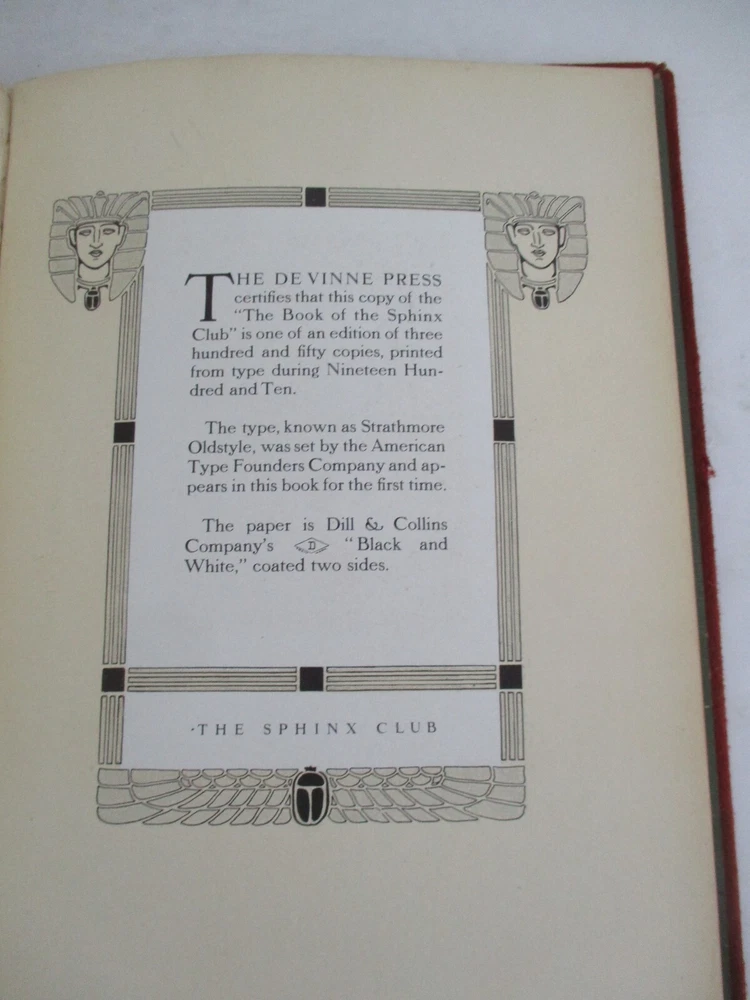 THE DE VINNE PRESS
certifies that this copy of the
"The Book of the Sphinx
Club" is one of an edition of three
hundred and fifty copies, printed
from type during Nineteen Hun-
dred and Ten.
The type, known as Strathmore
Oldstyle, was set by the American
Type Founders Company and ap-
pears in this book for the first time.
The paper is Dill & Collins
Company's D "Black and
White," coated two sides.
·THE SPHINX CLUB